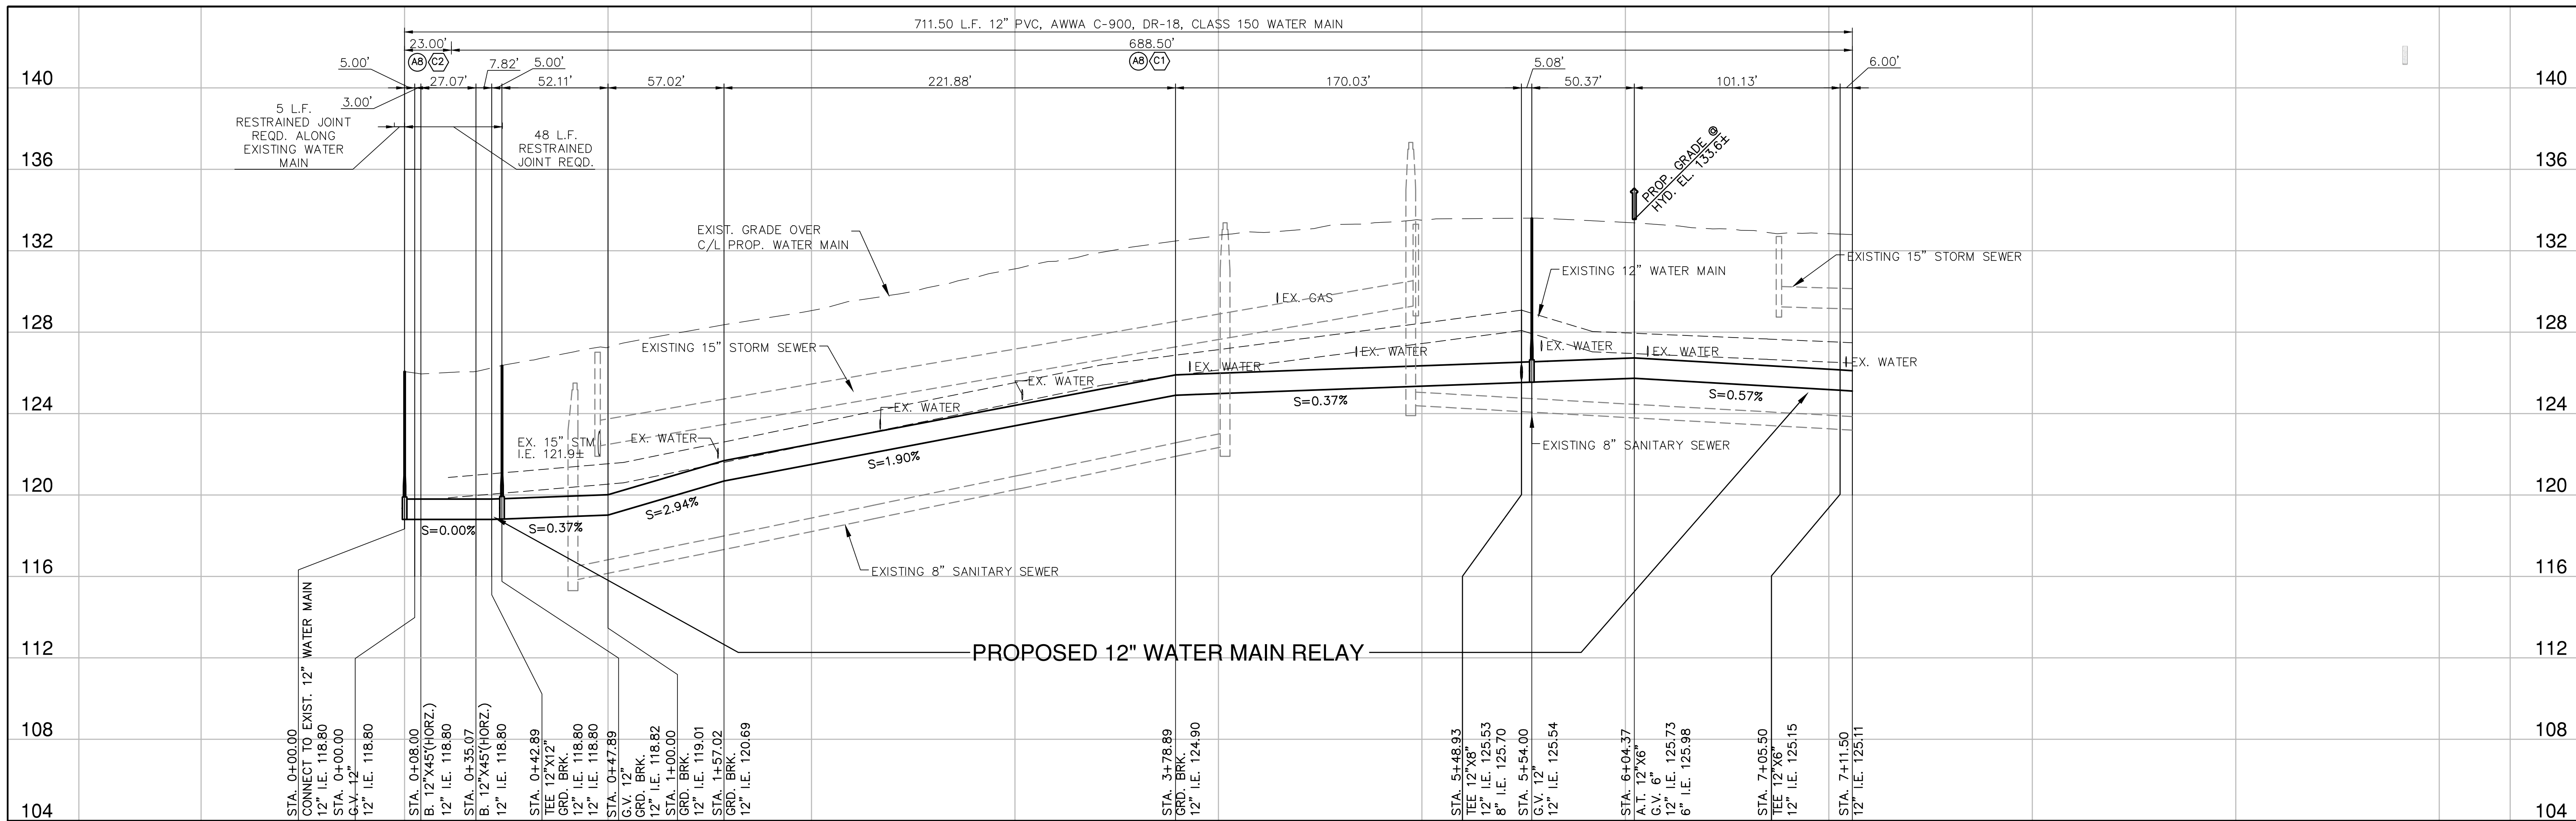 711.50 L.F. 12" PVC, AWWA C-900, DR-18, CLASS 150 WATER MAIN
23.00'
688.50'
A8 C2
A8 C1
5.00'
7.82'
5.00'
5.08'
6.00'
140
3.00'
27.07'
52.11'
57.02'
221.88'
170.03'
50.37'
101.13'
140
5 L.F.
RESTRAINED JOINT
REQD. ALONG
EXISTING WATER
MAIN
48 L.F.
RESTRAINED
JOINT REQD.
136
PROP. GRADE @
HYD. EL. 133.6±
136
132
EXIST. GRADE OVER
C/L PROP. WATER MAIN
EXISTING 12" WATER MAIN
EXISTING 15" STORM SEWER
132
EX. GAS
128
EXISTING 15" STORM SEWER
EX. WATER
EX. WATER
EX. WATER
EX. WATER
EX. WATER
128
EX. WATER
EX. WATER
EX. WATER
124
S=0.37%
S=0.57%
124
EX. 15" STM
I.E. 121.9±
EXISTING 8" SANITARY SEWER
S=1.90%
S=2.94%
120
S=0.00%
S=0.37%
120
116
EXISTING 8" SANITARY SEWER
116
112
PROPOSED 12" WATER MAIN RELAY
112
108
108
104
104
STA. 0+00.00
CONNECT TO EXIST. 12" WATER MAIN
12" I.E. 118.80
STA. 0+00.00
G.V. 12"
12" I.E. 118.80
STA. 0+08.00
B. 12"X45°(HORZ.)
12" I.E. 118.80
STA. 0+35.07
B. 12"X45°(HORZ.)
12" I.E. 118.80
STA. 0+42.89
TEE 12"X12"
GRD. BRK.
12" I.E. 118.80
12" I.E. 118.80
STA. 0+47.89
G.V. 12"
GRD. BRK.
12" I.E. 118.82
STA. 1+00.00
GRD. BRK.
12" I.E. 119.01
STA. 1+57.02
GRD. BRK.
12" I.E. 120.69
STA. 3+78.89
GRD. BRK.
12" I.E. 124.90
STA. 5+48.93
TEE 12"X8"
12" I.E. 125.53
8" I.E. 125.70
STA. 5+54.00
G.V. 12"
12" I.E. 125.54
STA. 6+04.37
A.T. 12"X6"
G.V. 6"
12" I.E. 125.73
6" I.E. 125.98
STA. 7+05.50
TEE 12"X6"
12" I.E. 125.15
STA. 7+11.50
12" I.E. 125.11